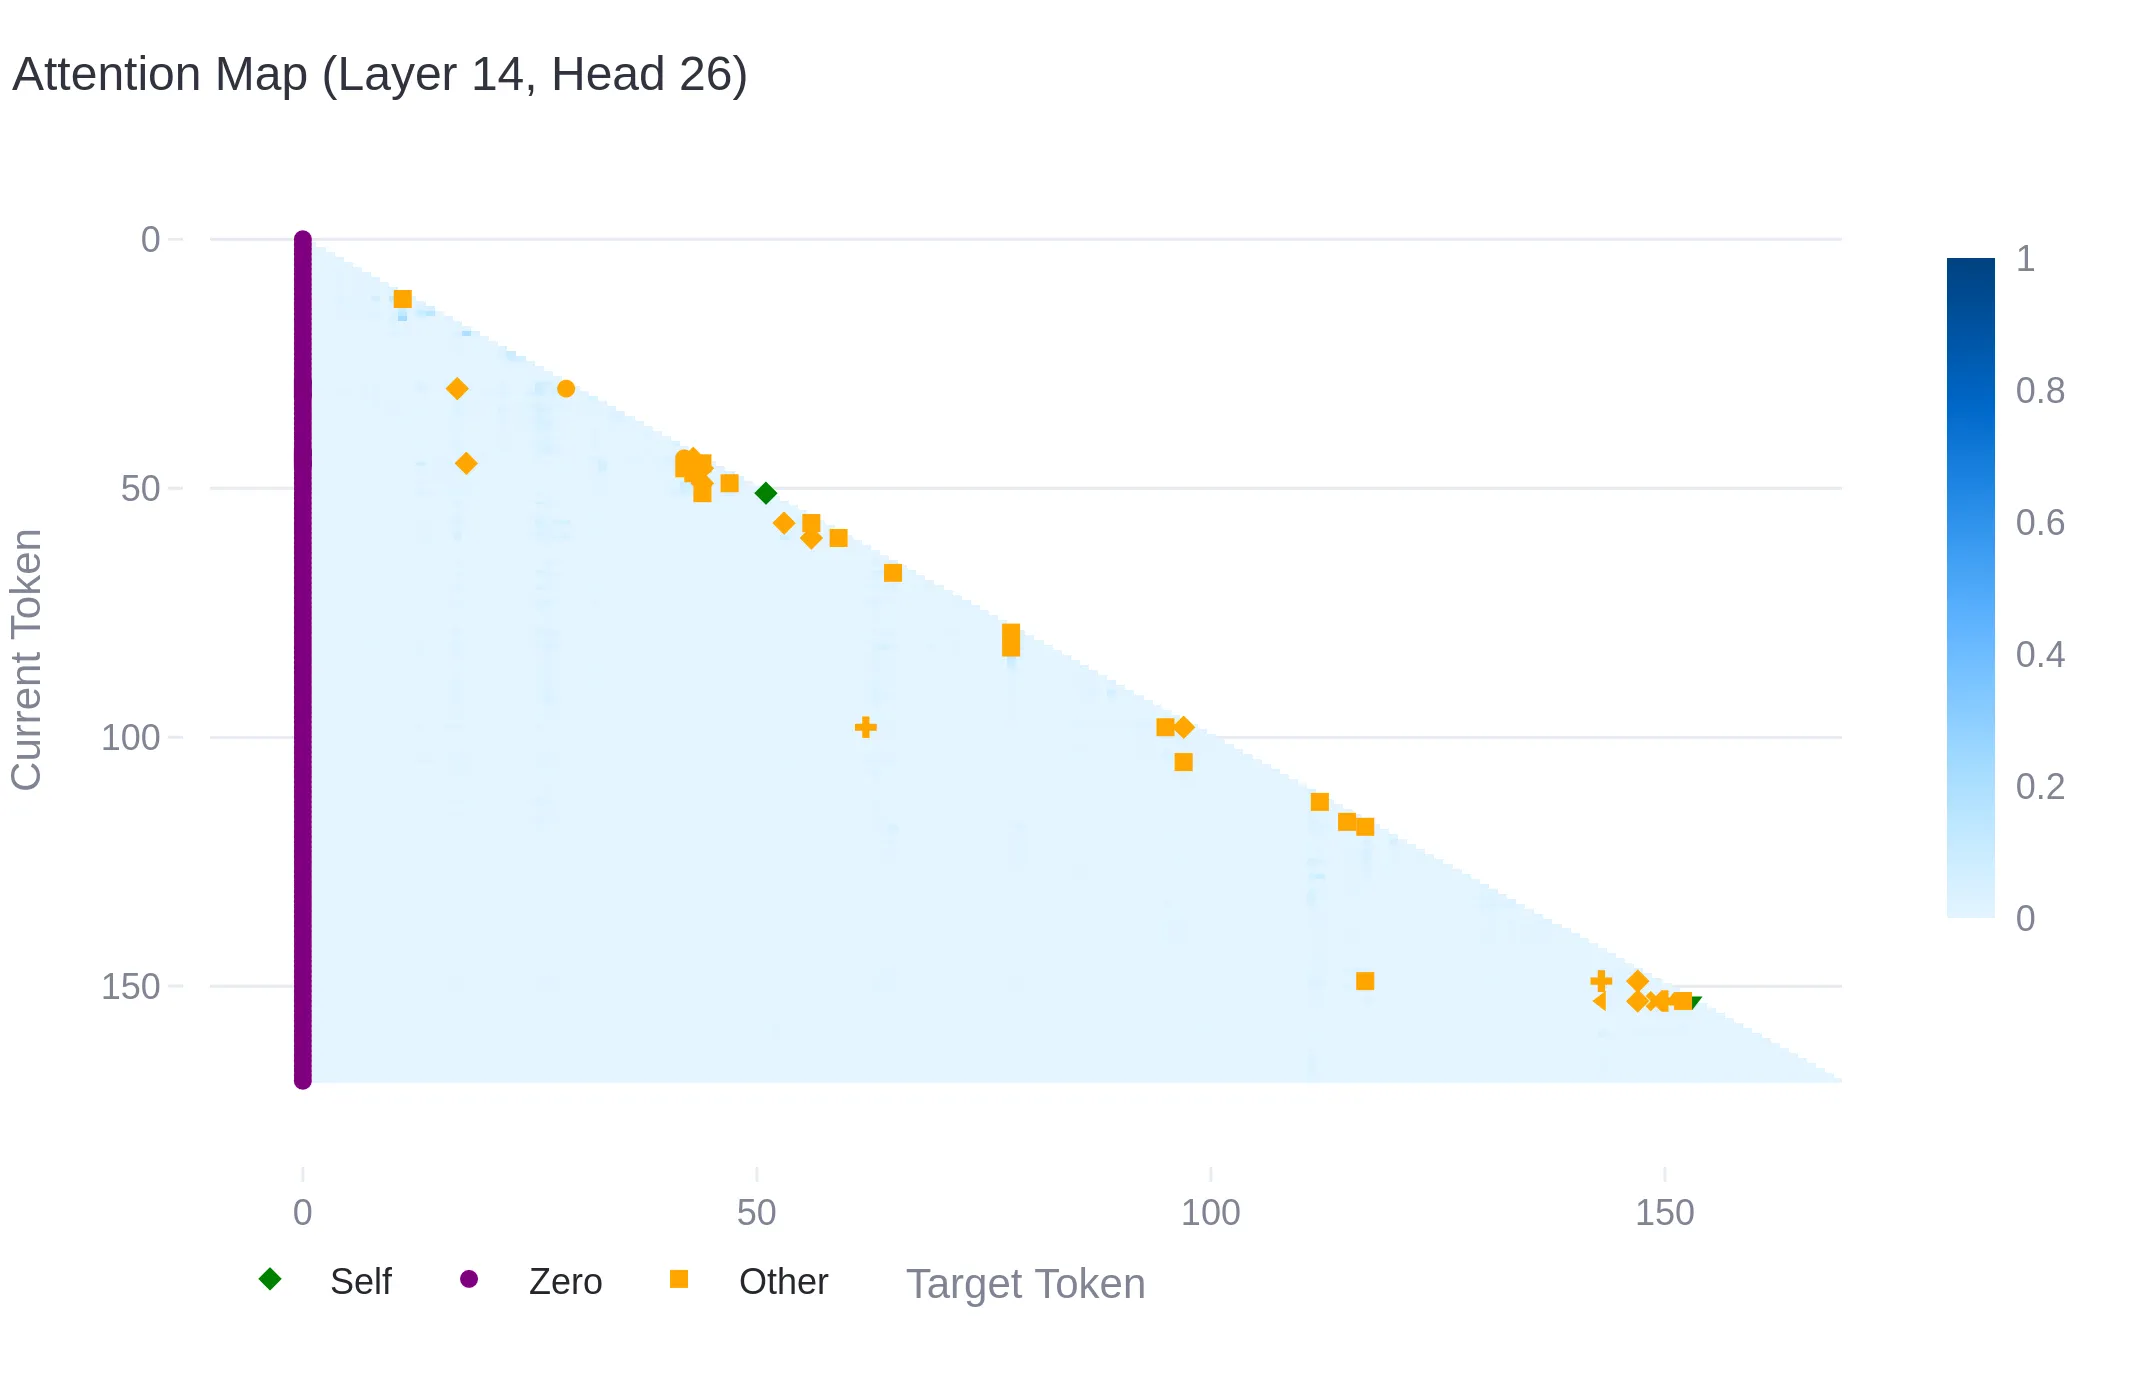 Attention Map (Layer 14, Head 26)
0
50
100
150
Current Token
1
0.8
0.6
0.4
0.2
0
0 50 100 150
Self Zero Other Target Token